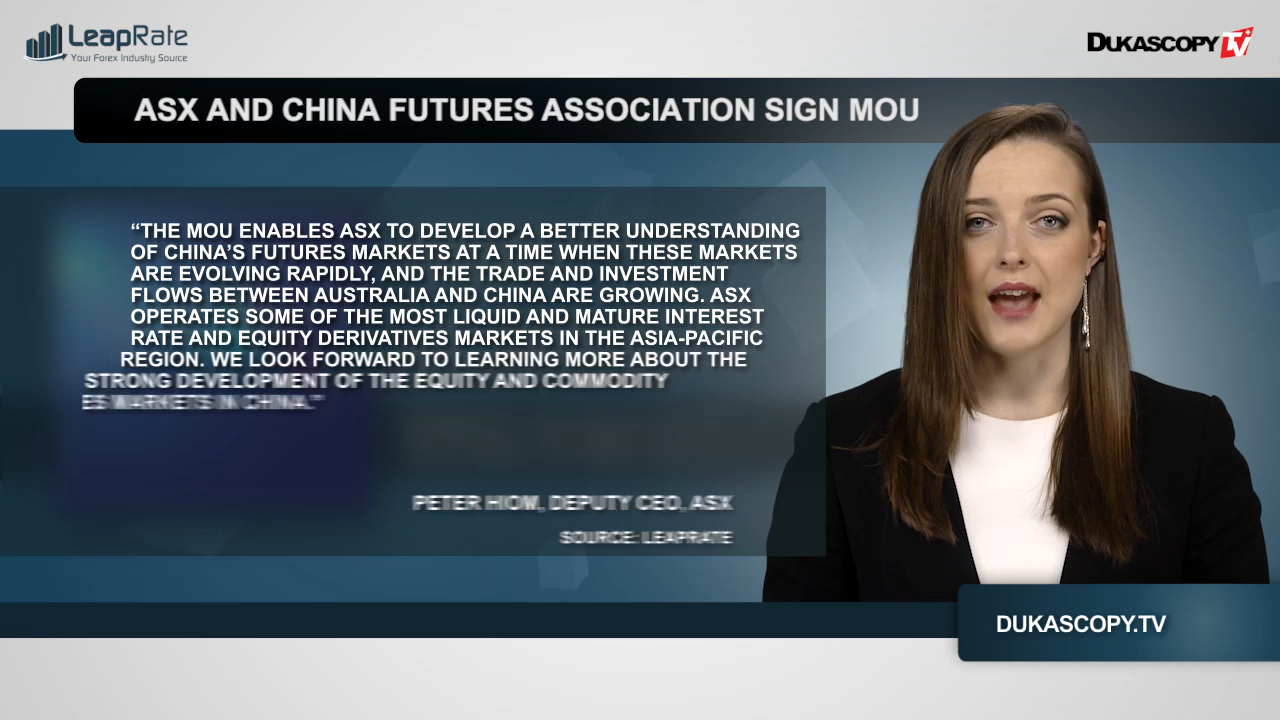 LeapRate
Your Forex Industry Source
DUKASCOPY TV
ASX AND CHINA FUTURES ASSOCIATION SIGN MOU
“THE MOU ENABLES ASX TO DEVELOP A BETTER UNDERSTANDING
OF CHINA’S FUTURES MARKETS AT A TIME WHEN THESE MARKETS
ARE EVOLVING RAPIDLY, AND THE TRADE AND INVESTMENT
FLOWS BETWEEN AUSTRALIA AND CHINA ARE GROWING. ASX
OPERATES SOME OF THE MOST LIQUID AND MATURE INTEREST
RATE AND EQUITY DERIVATIVES MARKETS IN THE ASIA-PACIFIC
REGION. WE LOOK FORWARD TO LEARNING MORE ABOUT THE
STRONG DEVELOPMENT OF THE EQUITY AND COMMODITY
ES MARKETS IN CHINA.”
PETER HIOM, DEPUTY CEO, ASX
SOURCE: LEAPRATE
DUKASCOPY.TV